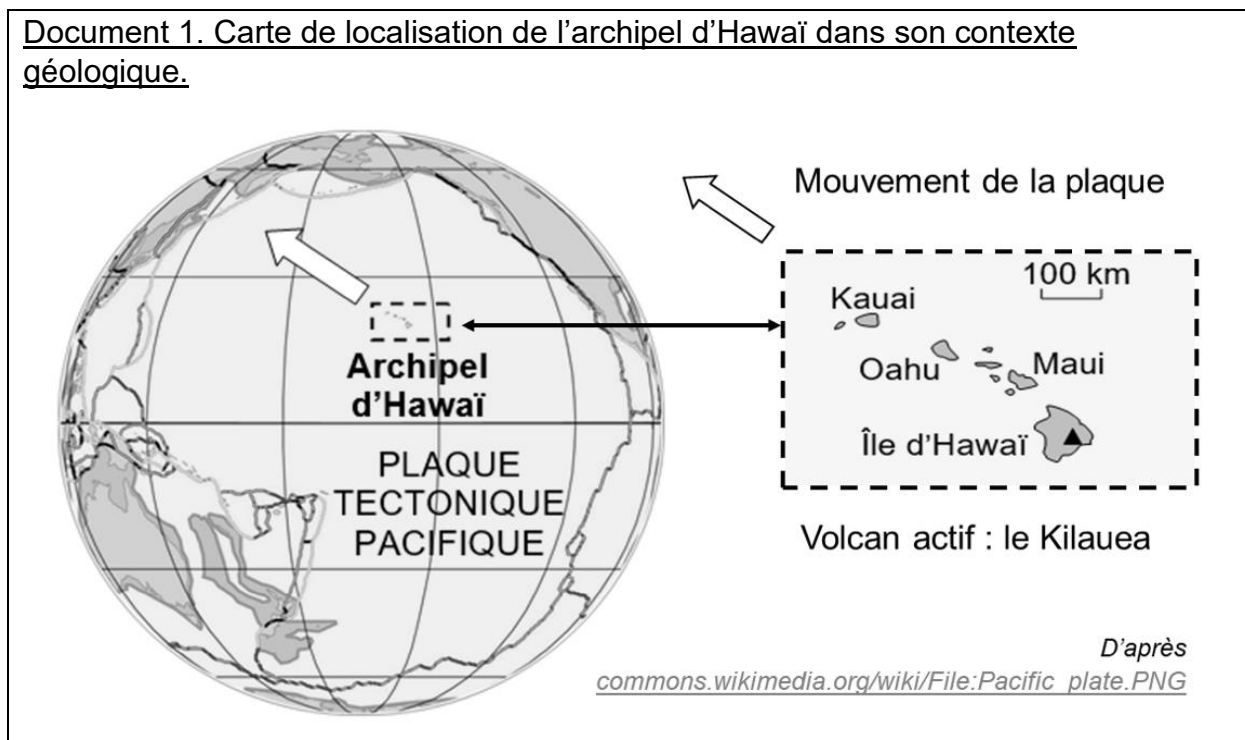 Document 1. Carte de localisation de l’archipel d’Hawaï dans son contexte
géologique.
Mouvement de la plaque
100 km
Kauai
Oahu
Maui
Île d’Hawaï
Archipel
d’Hawaï
PLAQUE
TECTONIQUE
PACIFIQUE
Volcan actif : le Kilauea
D’après
commons.wikimedia.org/wiki/File:Pacific_plate.PNG